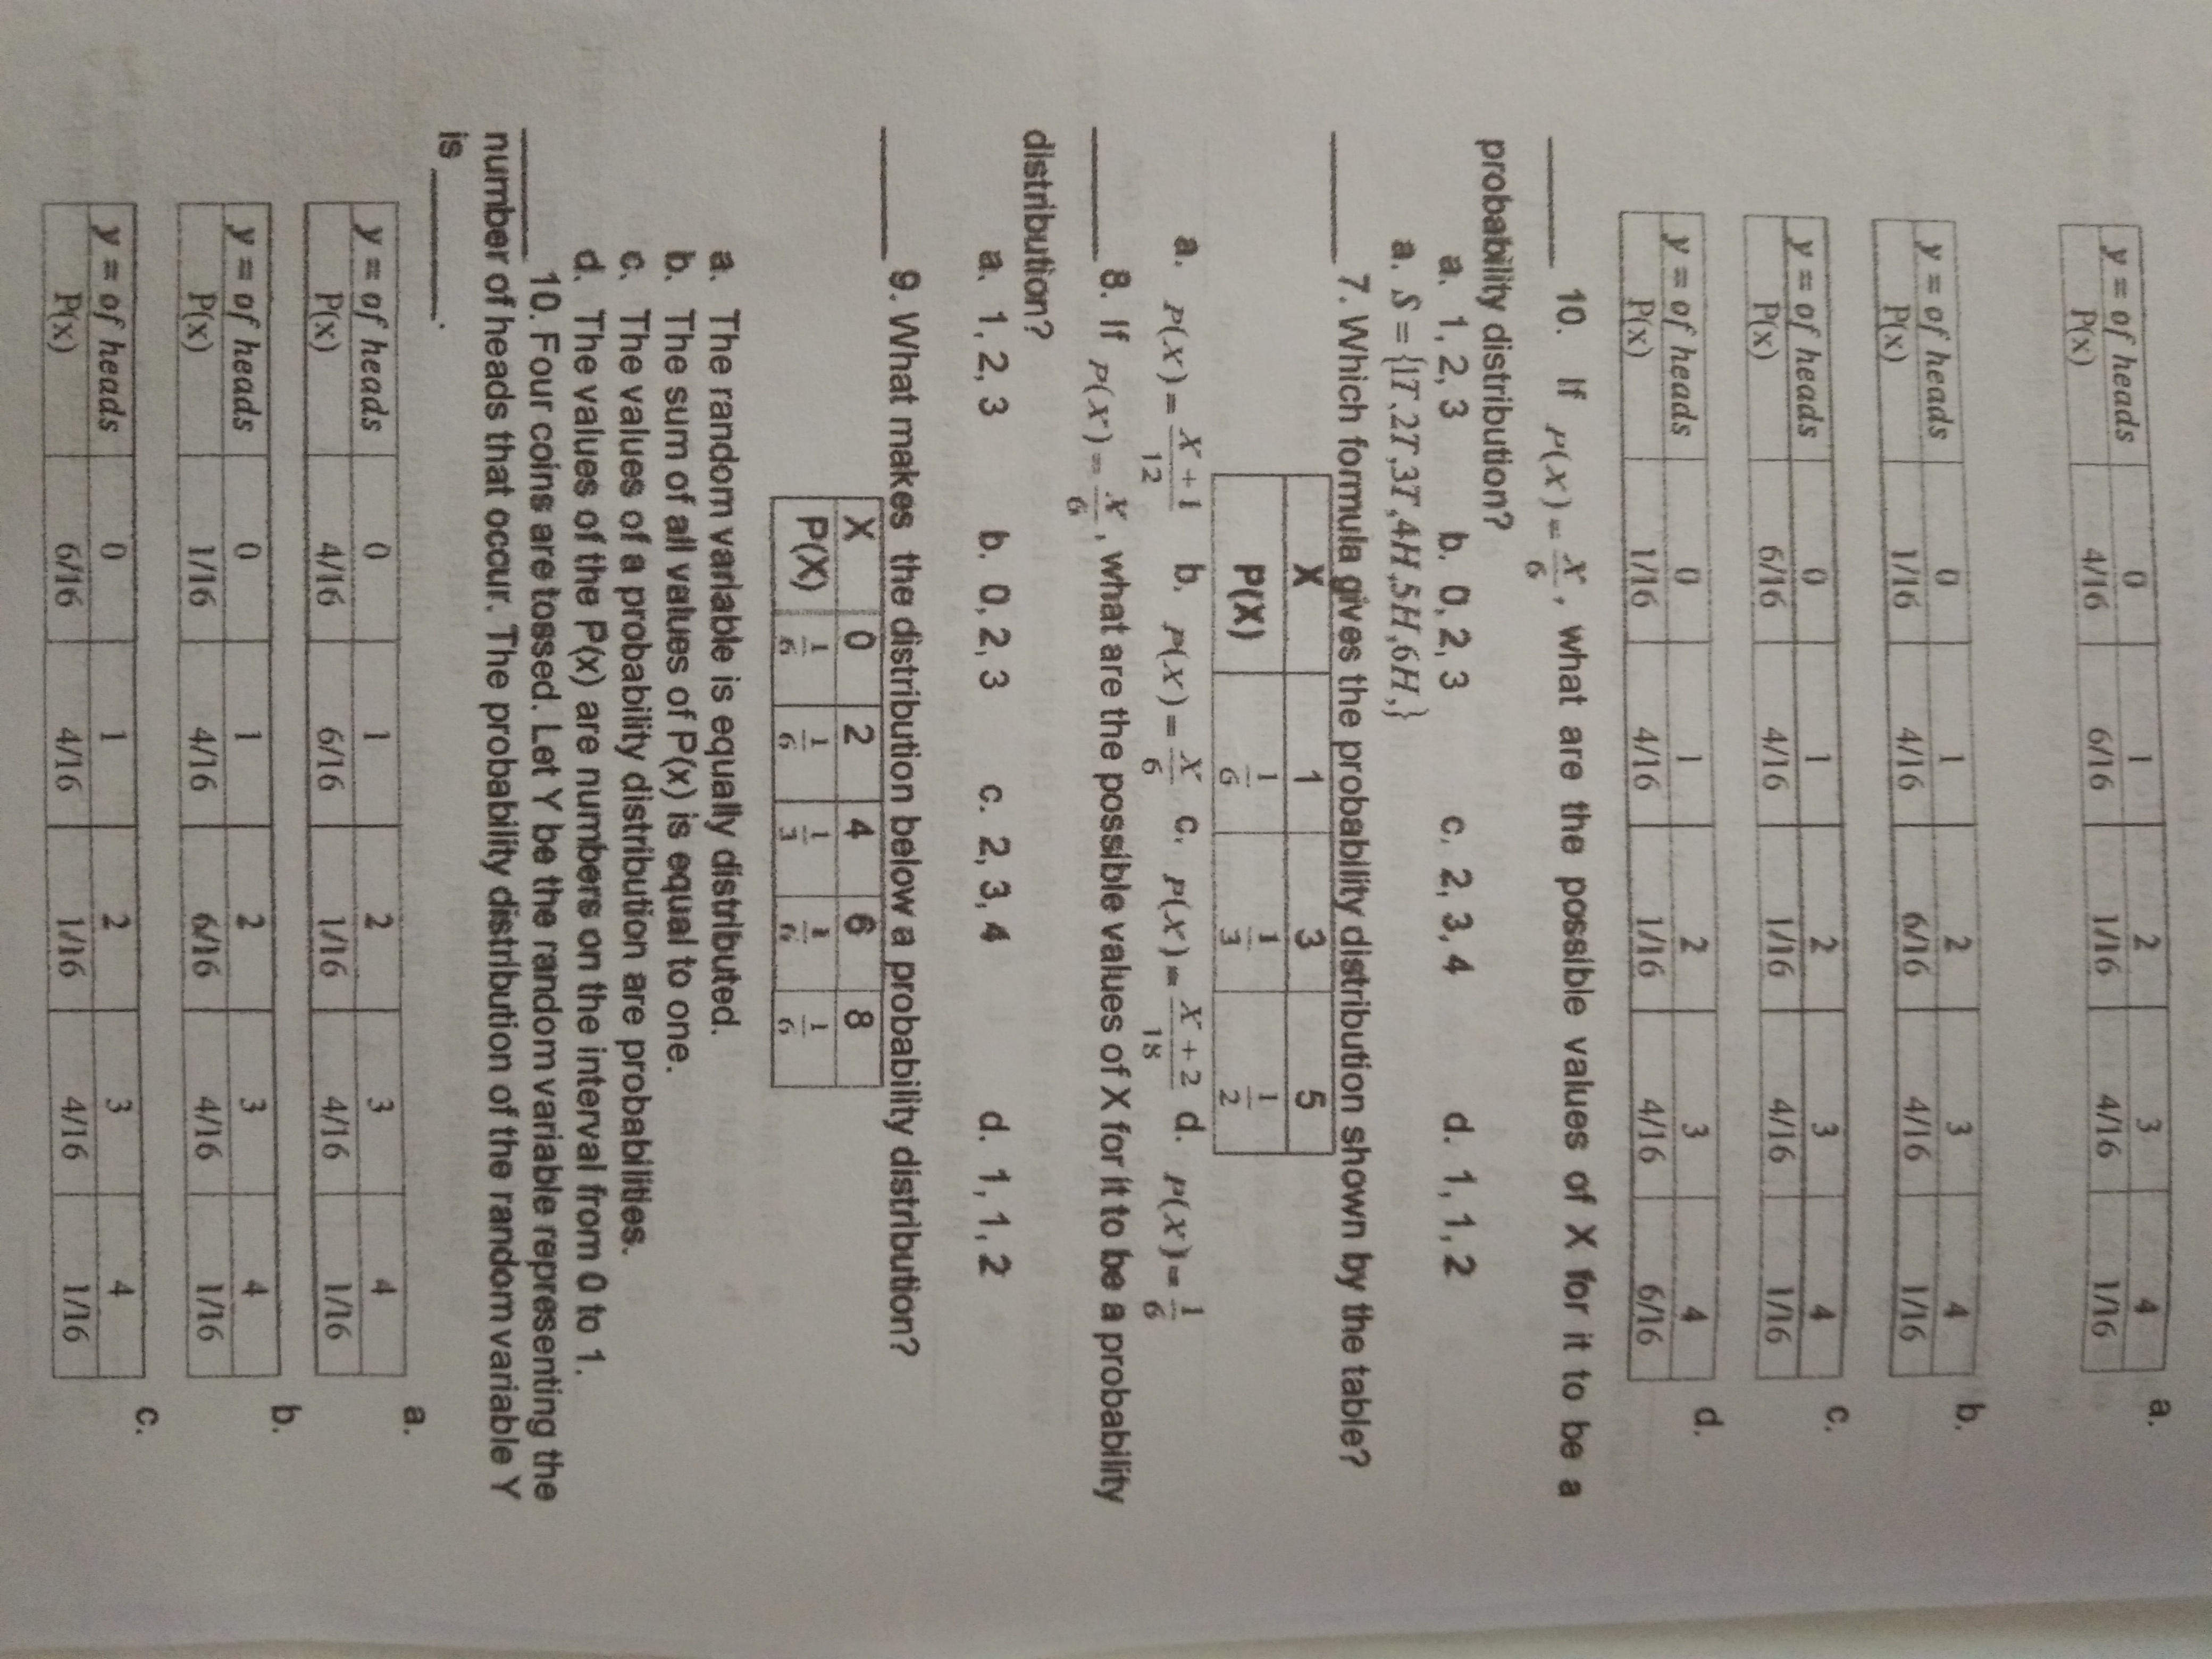 a.
y = of heads 0 1 2 3 4
P(x) 4/16 6/16 1/16 4/16 1/16
b.
y = of heads 0 1 2 3 4
P(x) 1/16 4/16 6/16 4/16 1/16
c.
y = of heads 0 1 2 3 4
P(x) 6/16 4/16 1/16 4/16 1/16
d.
y = of heads 0 1 2 3 4
P(x) 1/16 4/16 1/16 4/16 6/16
______ 10. If P(X) = X/6, what are the possible values of X for it to be a
probability distribution?
a. 1, 2, 3 b. 0, 2, 3 c. 2, 3, 4 d. 1, 1, 2
a. S = {1T,2T,3T,4H,5H,6H,}
______ 7. Which formula gives the probability distribution shown by the table?
X 1 3 5
P(X) 1/6 1/3 1/2
a. P(X) = X+1/12 b. P(X) = X/6 c. P(X) = X+2/18 d. P(X) = 1/6
______ 8. If P(X) = X/6, what are the possible values of X for it to be a probability
distribution?
a. 1, 2, 3 b. 0, 2, 3 c. 2, 3, 4 d. 1, 1, 2
______ 9. What makes the distribution below a probability distribution?
X 0 2 4 6 8
P(X) 1/6 1/6 1/3 1/6 1/6
a. The random variable is equally distributed.
b. The sum of all values of P(x) is equal to one.
c. The values of a probability distribution are probabilities.
d. The values of the P(x) are numbers on the interval from 0 to 1.
______ 10. Four coins are tossed. Let Y be the random variable representing the
number of heads that occur. The probability distribution of the random variable Y
is ______.
a.
y = of heads 0 1 2 3 4
P(x) 4/16 6/16 1/16 4/16 1/16
b.
y = of heads 0 1 2 3 4
P(x) 1/16 4/16 6/16 4/16 1/16
c.
y = of heads 0 1 2 3 4
P(x) 6/16 4/16 1/16 4/16 1/16